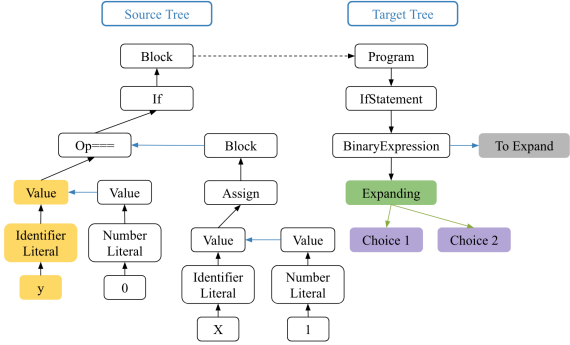 Source Tree
Target Tree
Block
Program
If
IfStatement
Op===
Block
BinaryExpression
To Expand
Value
Value
Assign
Expanding
Identifier
Literal
Number
Literal
Value
Value
Choice 1
Choice 2
y
0
Identifier
Literal
Number
Literal
X
1